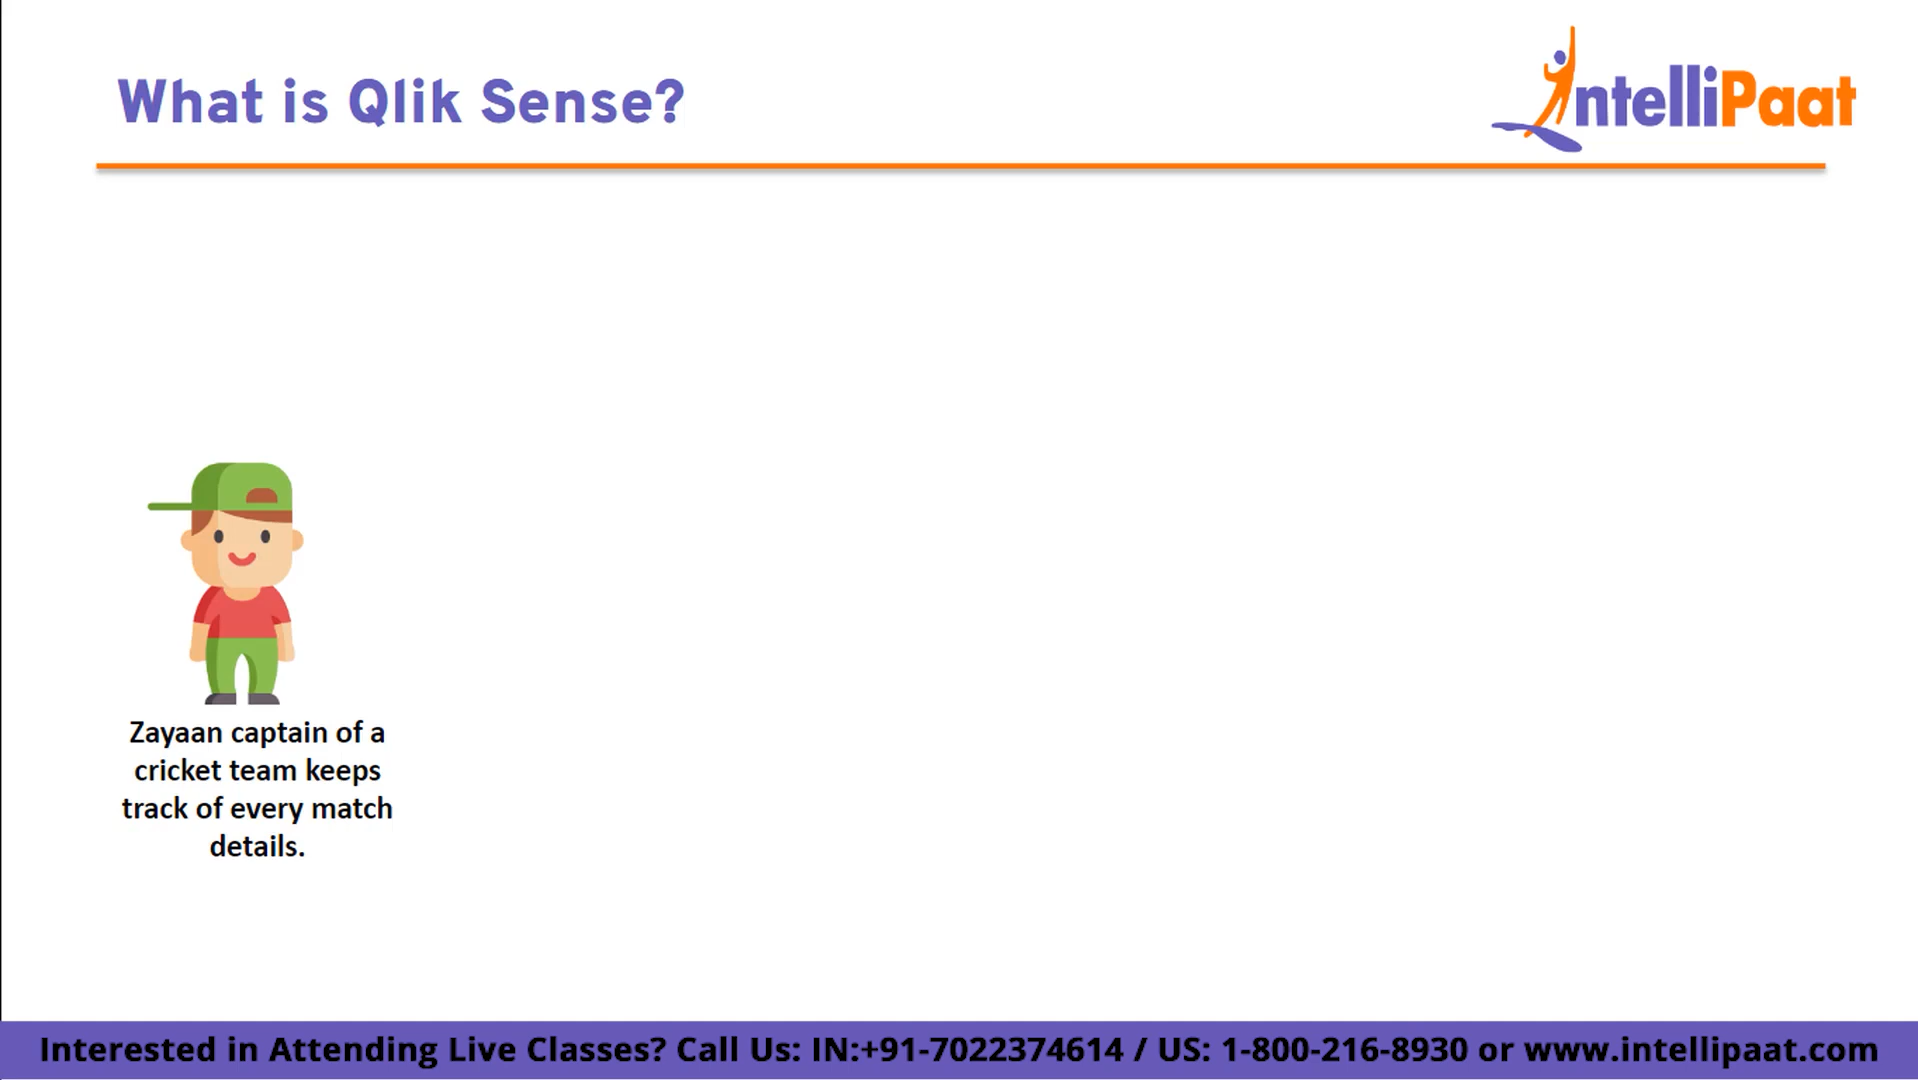 What is Qlik Sense?
IntelliPaat
Zayaan captain of a
cricket team keeps
track of every match
details.
Interested in Attending Live Classes? Call Us: IN:+91-7022374614 / US: 1-800-216-8930 or www.intellipaat.com